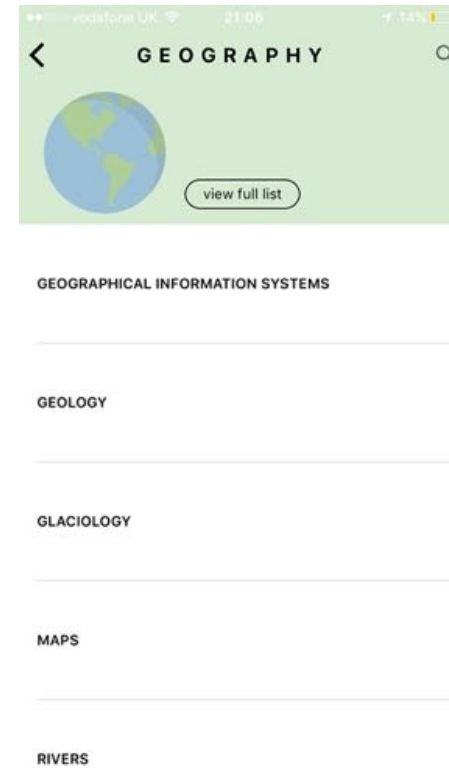 vodafone UK 21:06 14%
GEOGRAPHY
view full list
GEOGRAPHICAL INFORMATION SYSTEMS
GEOLOGY
GLACIOLOGY
MAPS
RIVERS